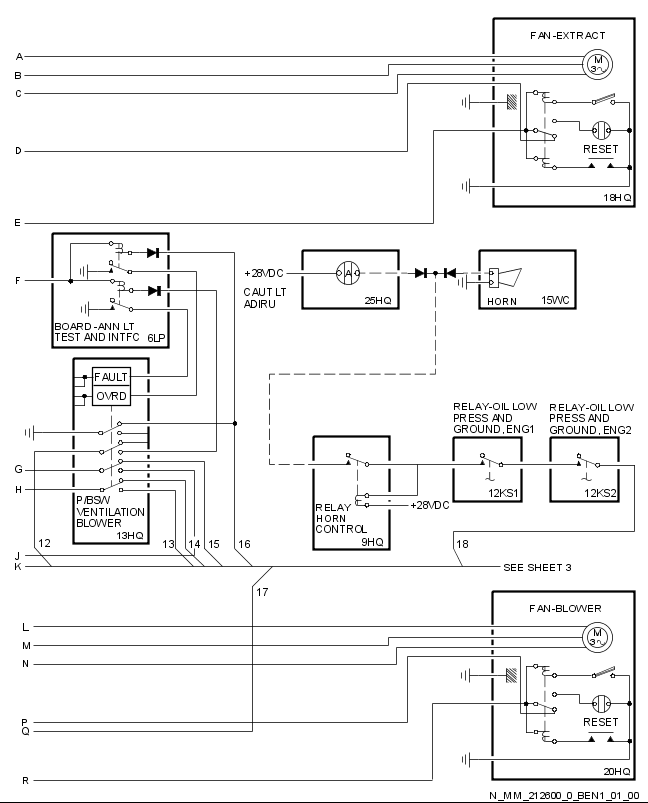 FAN-EXTRACT
A
M
3~
B
C
D
RESET
18HQ
E
F
+28VDC
CAUT LT
ADIRU
A
25HQ
HORN
15WC
BOARD-ANN LT
TEST AND INTFC
6LP
FAULT
OVRD
RELAY-OIL LOW
PRESS AND
GROUND, ENG1
RELAY-OIL LOW
PRESS AND
GROUND, ENG2
G
H
P/BSW
VENTILATION
BLOWER
13HQ
RELAY
HORN
CONTROL
9HQ
+28VDC
12KS1
12KS2
12
13
14
15
16
18
J
K
SEE SHEET 3
17
FAN-BLOWER
L
M
3~
M
N
P
Q
RESET
20HQ
R
N_MM_212600_0_BEN1_01_00